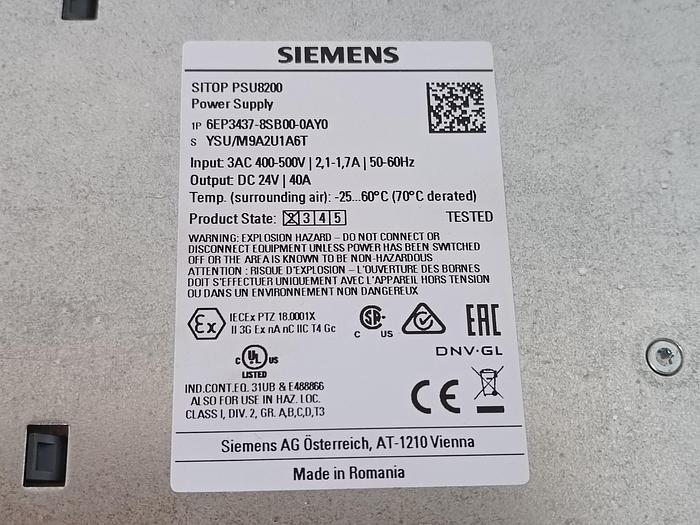 SIEMENS
SITOP PSU8200
Power Supply
1P 6EP3437-8SB00-0AY0
S YSU/M9A2U1A6T
Input: 3AC 400-500V | 2,1-1,7A | 50-60Hz
Output: DC 24V | 40A
Temp. (surrounding air): -25...60°C (70°C derated)
Product State: 2 3 4 5 TESTED
WARNING: EXPLOSION HAZARD – DO NOT CONNECT OR
DISCONNECT EQUIPMENT UNLESS POWER HAS BEEN SWITCHED
OFF OR THE AREA IS KNOWN TO BE NON-HAZARDOUS
ATTENTION : RISQUE D'EXPLOSION – L'OUVERTURE DES BORNES
DOIT S'EFFECTUER UNIQUEMENT AVEC L'APPAREIL HORS TENSION
OU DANS UN ENVIRONEMENT NON DANGEREUX
Ex IECEx PTZ 18.0001X
II 3G Ex nA nC IIC T4 Gc
C SP US
EAC
DNV·GL
c UL us
LISTED
IND.CONT.EQ. 31UB & E488866
ALSO FOR USE IN HAZ. LOC.
CLASS I, DIV. 2, GR. A,B,C,D,T3
CE
Siemens AG Österreich, AT-1210 Vienna
Made in Romania